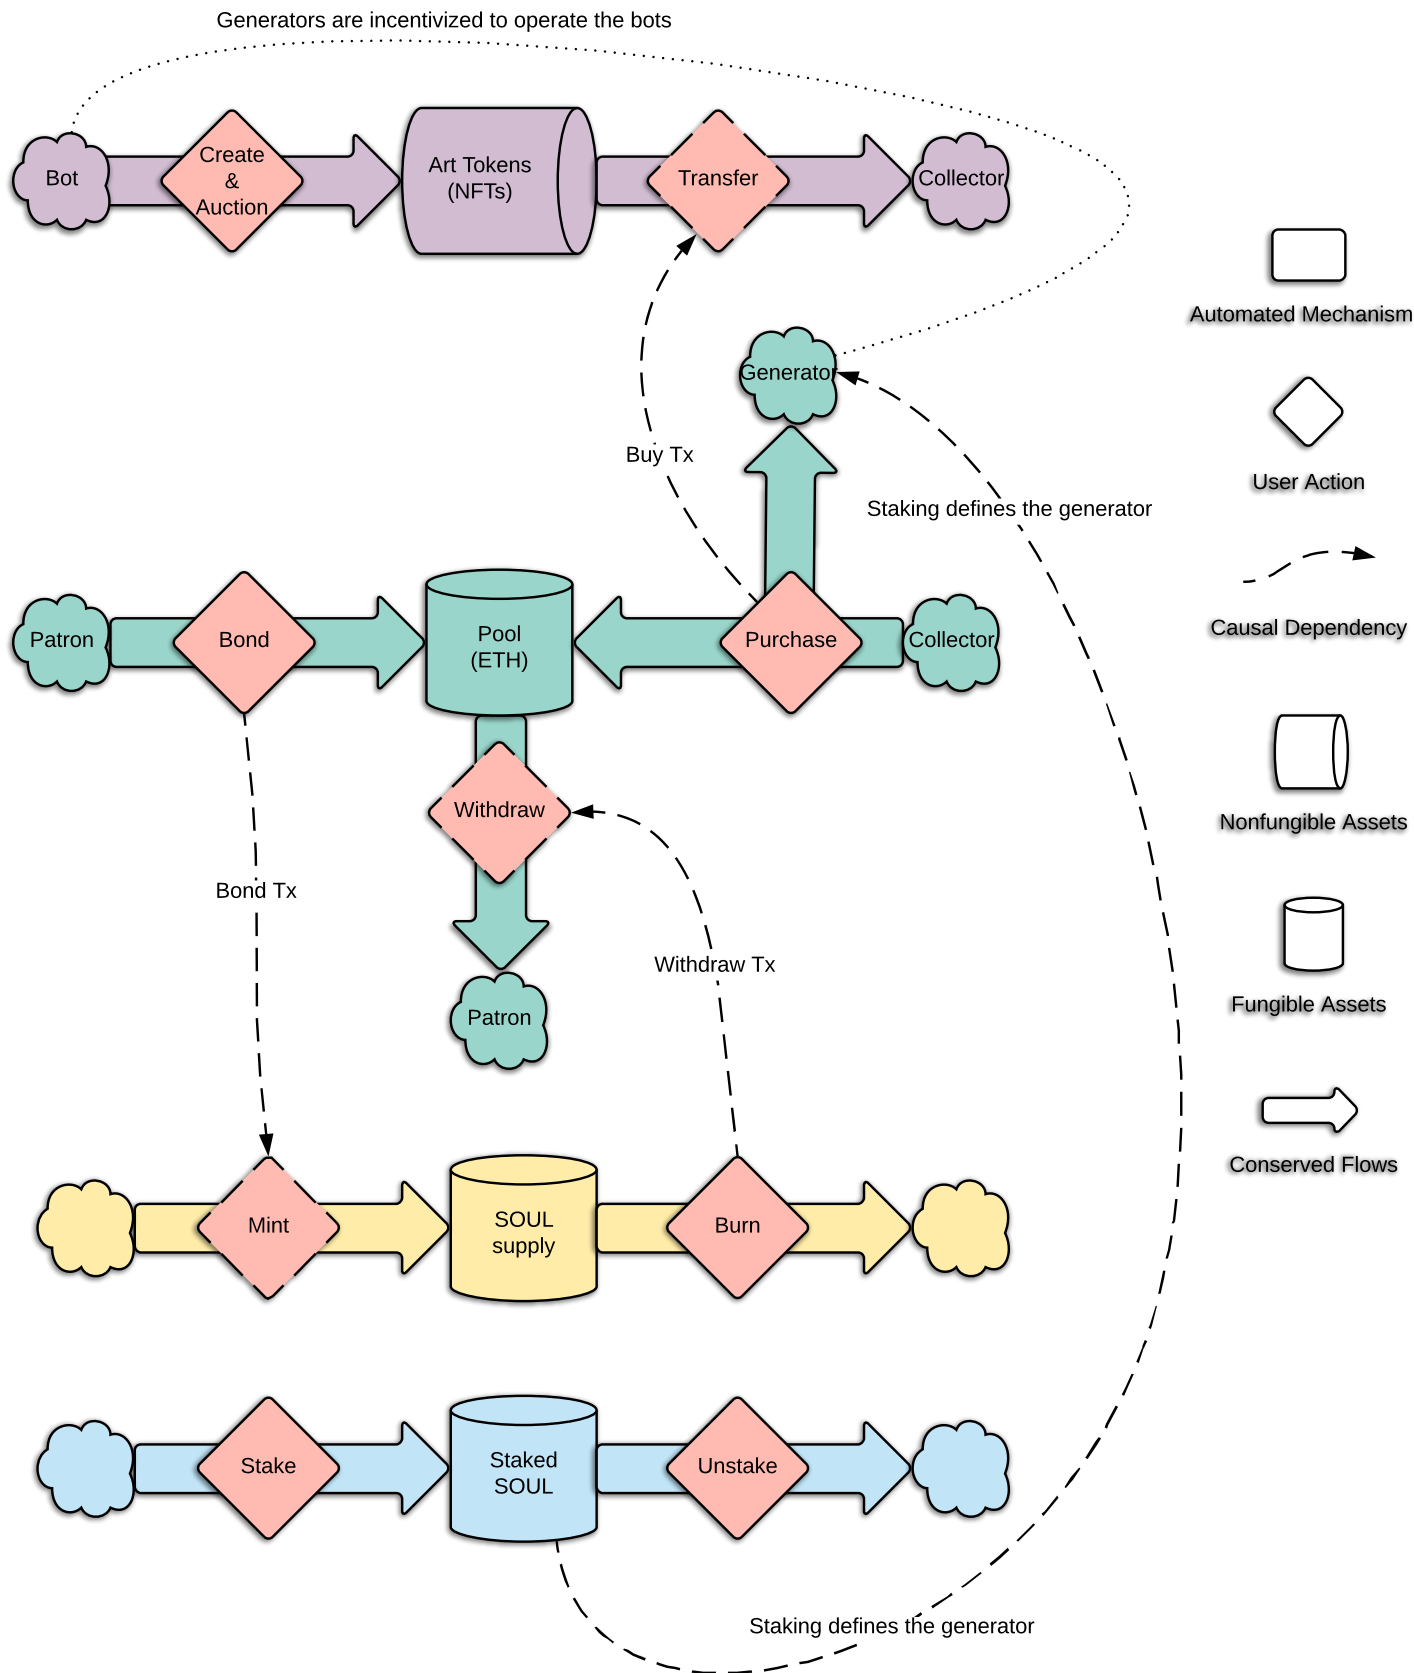 Generators are incentivized to operate the bots
Bot
Create
&
Auction
Art Tokens
(NFTs)
Transfer
Collector
Automated Mechanism
Generator
User Action
Buy Tx
Staking defines the generator
Causal Dependency
Patron
Bond
Pool
(ETH)
Purchase
Collector
Withdraw
Nonfungible Assets
Bond Tx
Withdraw Tx
Patron
Fungible Assets
Conserved Flows
Mint
SOUL
supply
Burn
Stake
Staked
SOUL
Unstake
Staking defines the generator